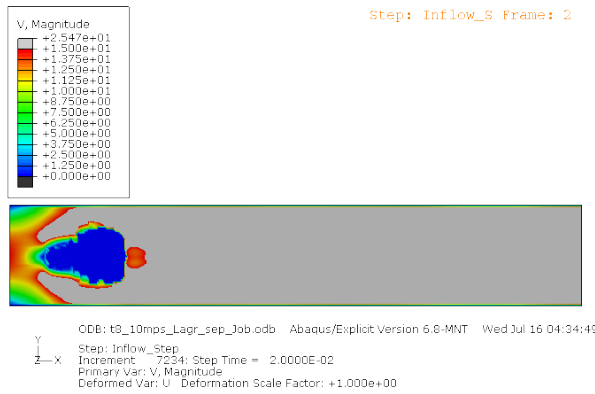 Step: Inflow_S Frame: 2
V, Magnitude
+2.547e+01
+1.500e+01
+1.375e+01
+1.250e+01
+1.125e+01
+1.000e+01
+8.750e+00
+7.500e+00
+6.250e+00
+5.000e+00
+3.750e+00
+2.500e+00
+1.250e+00
+0.000e+00
ODB: t8_10mps_Lagr_sep_Job.odb Abaqus/Explicit Version 6.8-MNT Wed Jul 16 04:34:49
Y
Z X
Step: Inflow_Step
Increment 7234: Step Time = 2.0000E-02
Primary Var: V, Magnitude
Deformed Var: U Deformation Scale Factor: +1.000e+00